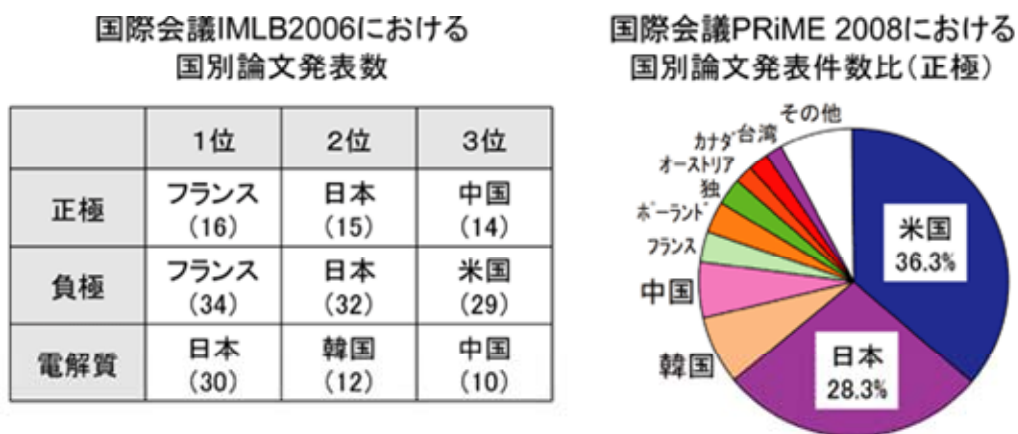 国際会議IMLB2006における
国別論文発表数
1位 2位 3位
正極 フランス (16) 日本 (15) 中国 (14)
負極 フランス (34) 日本 (32) 米国 (29)
電解質 日本 (30) 韓国 (12) 中国 (10)
国際会議PRiME 2008における
国別論文発表件数比(正極)
その他
台湾
カナダ
オーストリア
独
ポーランド
フランス
中国
韓国
米国
36.3%
日本
28.3%